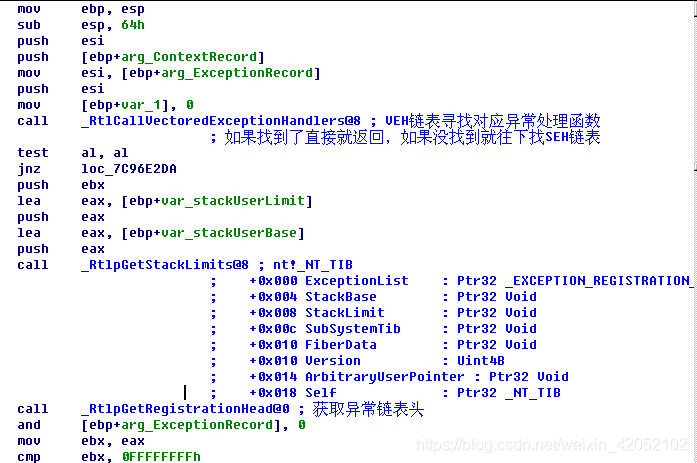 mov ebp, esp
sub esp, 64h
push esi
push [ebp+arg_ContextRecord]
mov esi, [ebp+arg_ExceptionRecord]
push esi
mov [ebp+var_1], 0
call _RtlCallVectoredExceptionHandlers@8 ; VEH链表寻找对应异常处理函数
; 如果找到了直接就返回，如果没找到就往下找SEH链表
test al, al
jnz loc_7C96E2DA
push ebx
lea eax, [ebp+var_stackUserLimit]
push eax
lea eax, [ebp+var_stackUserBase]
push eax
call _RtlpGetStackLimits@8 ; nt!_NT_TIB
; +0x000 ExceptionList : Ptr32 _EXCEPTION_REGISTRATION_
; +0x004 StackBase : Ptr32 Void
; +0x008 StackLimit : Ptr32 Void
; +0x00c SubSystemTib : Ptr32 Void
; +0x010 FiberData : Ptr32 Void
; +0x010 Version : Uint4B
; +0x014 ArbitraryUserPointer : Ptr32 Void
; +0x018 Self : Ptr32 _NT_TIB
call _RtlpGetRegistrationHead@0 ; 获取异常链表头
and [ebp+arg_ExceptionRecord], 0
mov ebx, eax
cmp ebx, 0FFFFFFFFh
https://blog.csdn.net/weixin_42052102